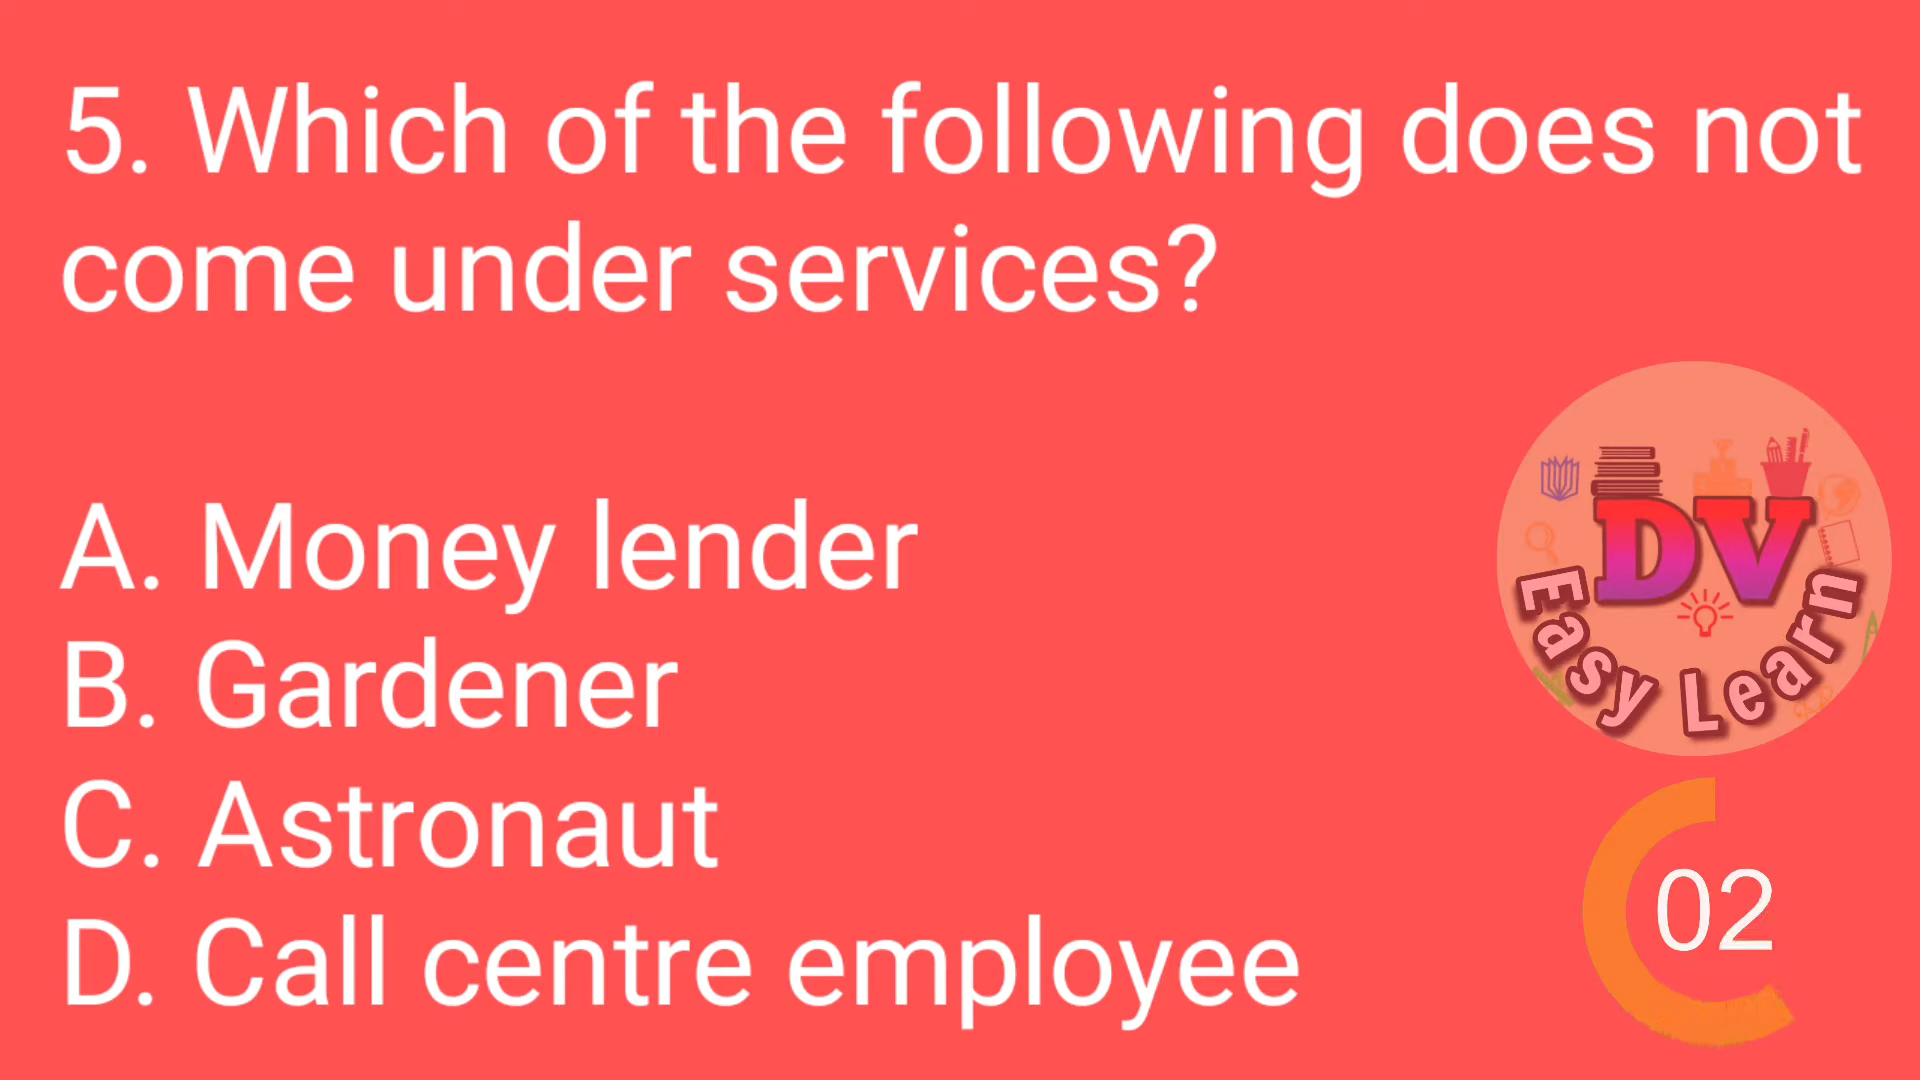 5. Which of the following does not
come under services?
A. Money lender
B. Gardener
C. Astronaut
D. Call centre employee
DV
Easy Learn
02